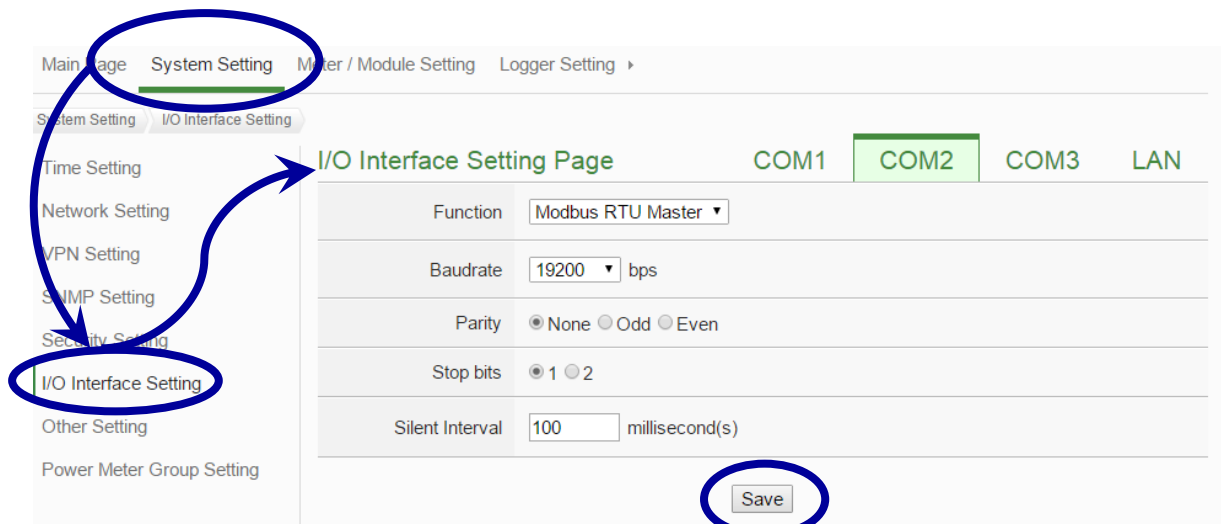 Main Page System Setting Meter / Module Setting Logger Setting
System Setting I/O Interface Setting
Time Setting
Network Setting
VPN Setting
SNMP Setting
Security Setting
I/O Interface Setting
Other Setting
Power Meter Group Setting
I/O Interface Setting Page COM1 COM2 COM3 LAN
Function Modbus RTU Master
Baudrate 19200 bps
Parity None Odd Even
Stop bits 1 2
Silent Interval 100 millisecond(s)
Save